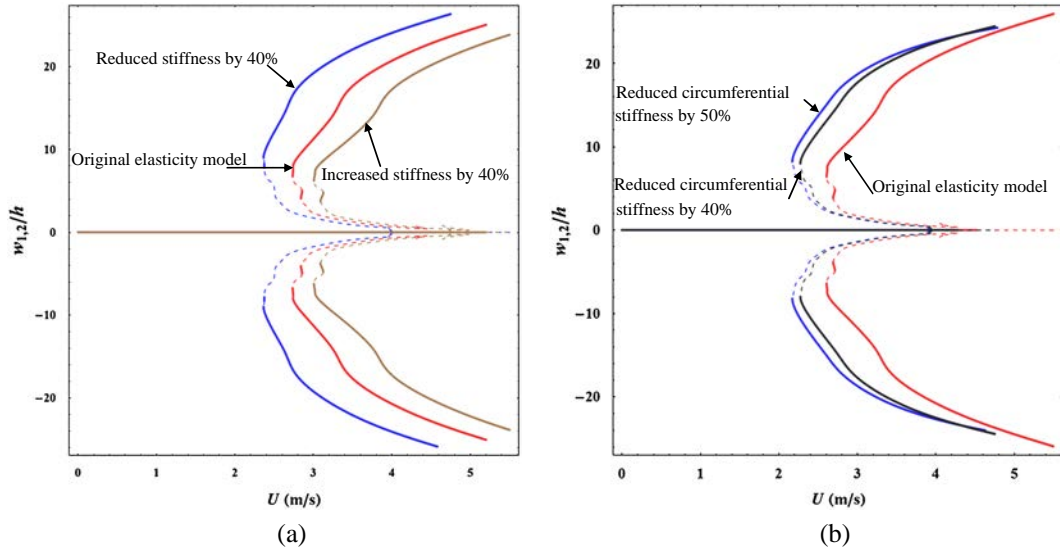 Reduced stiffness by 40%
Original elasticity model
Increased stiffness by 40%
w1,2/h
20
10
0
−10
−20
0
1
2
3
4
5
U (m/s)
(a)
Reduced circumferential
stiffness by 50%
Reduced circumferential
stiffness by 40%
Original elasticity model
w1,2/h
20
10
0
−10
−20
0
1
2
3
4
5
U (m/s)
(b)